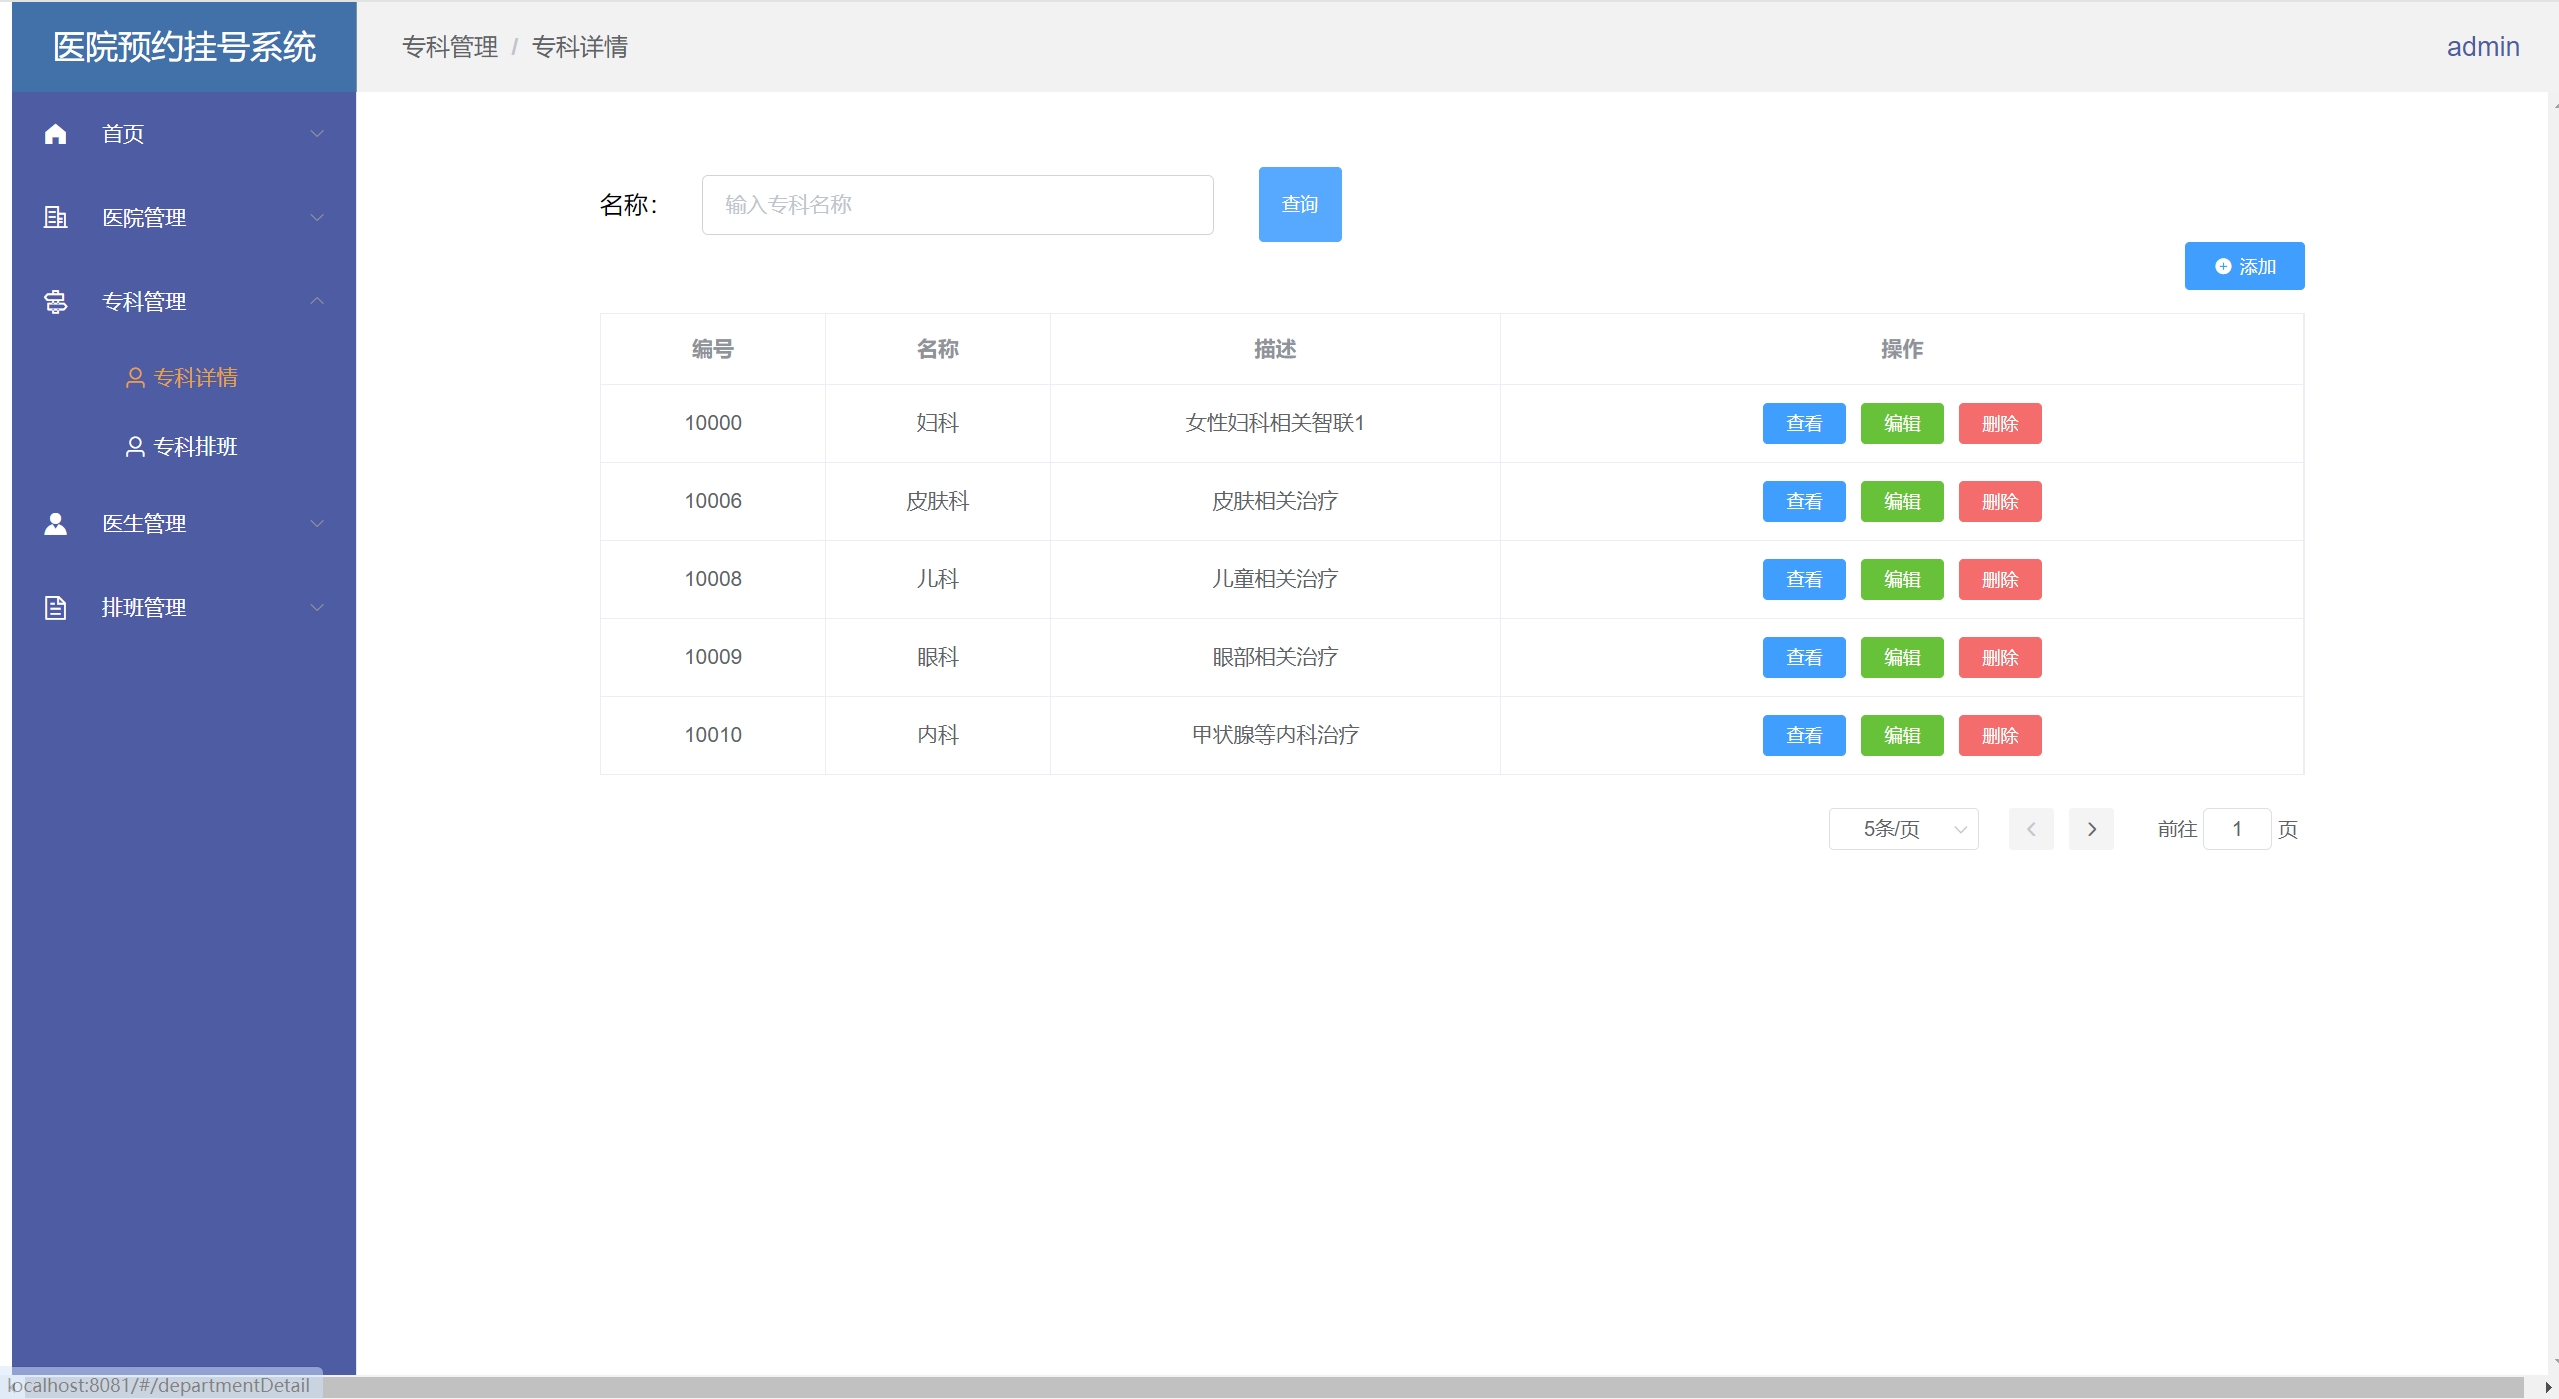 医院预约挂号系统
专科管理 / 专科详情
admin
首页
医院管理
专科管理
专科详情
专科排班
医生管理
排班管理
名称：
输入专科名称
查询
添加
编号 名称 描述 操作
10000 妇科 女性妇科相关智联1 查看 编辑 删除
10006 皮肤科 皮肤相关治疗 查看 编辑 删除
10008 儿科 儿童相关治疗 查看 编辑 删除
10009 眼科 眼部相关治疗 查看 编辑 删除
10010 内科 甲状腺等内科治疗 查看 编辑 删除
5条/页 前往 1 页
localhost:8081/#/departmentDetail